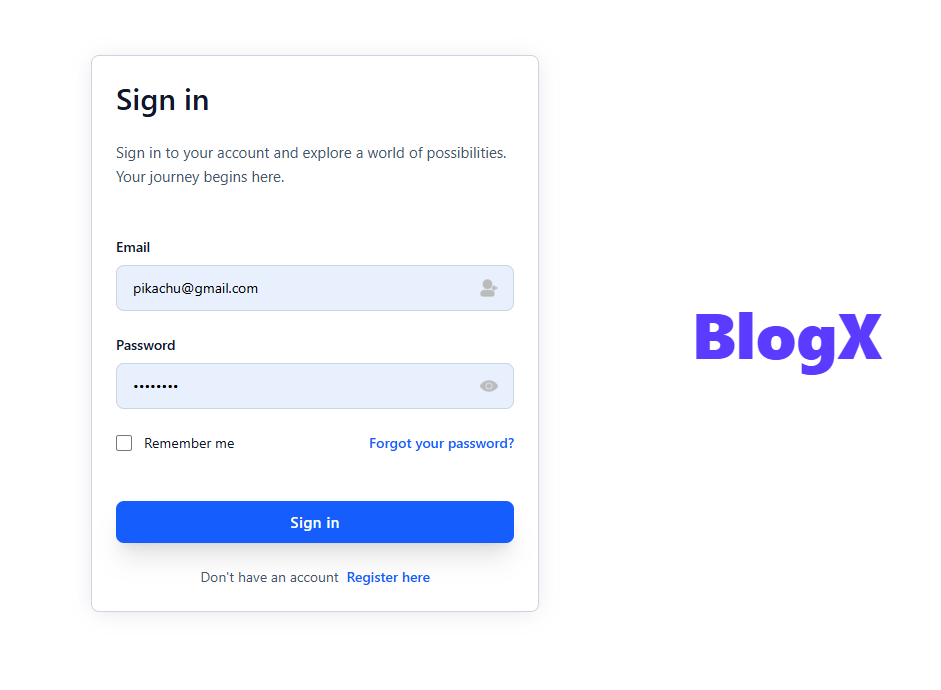 Sign in
Sign in to your account and explore a world of possibilities.
Your journey begins here.
Email
pikachu@gmail.com
Password
••••••••
Remember me
Forgot your password?
Sign in
Don't have an account Register here
BlogX